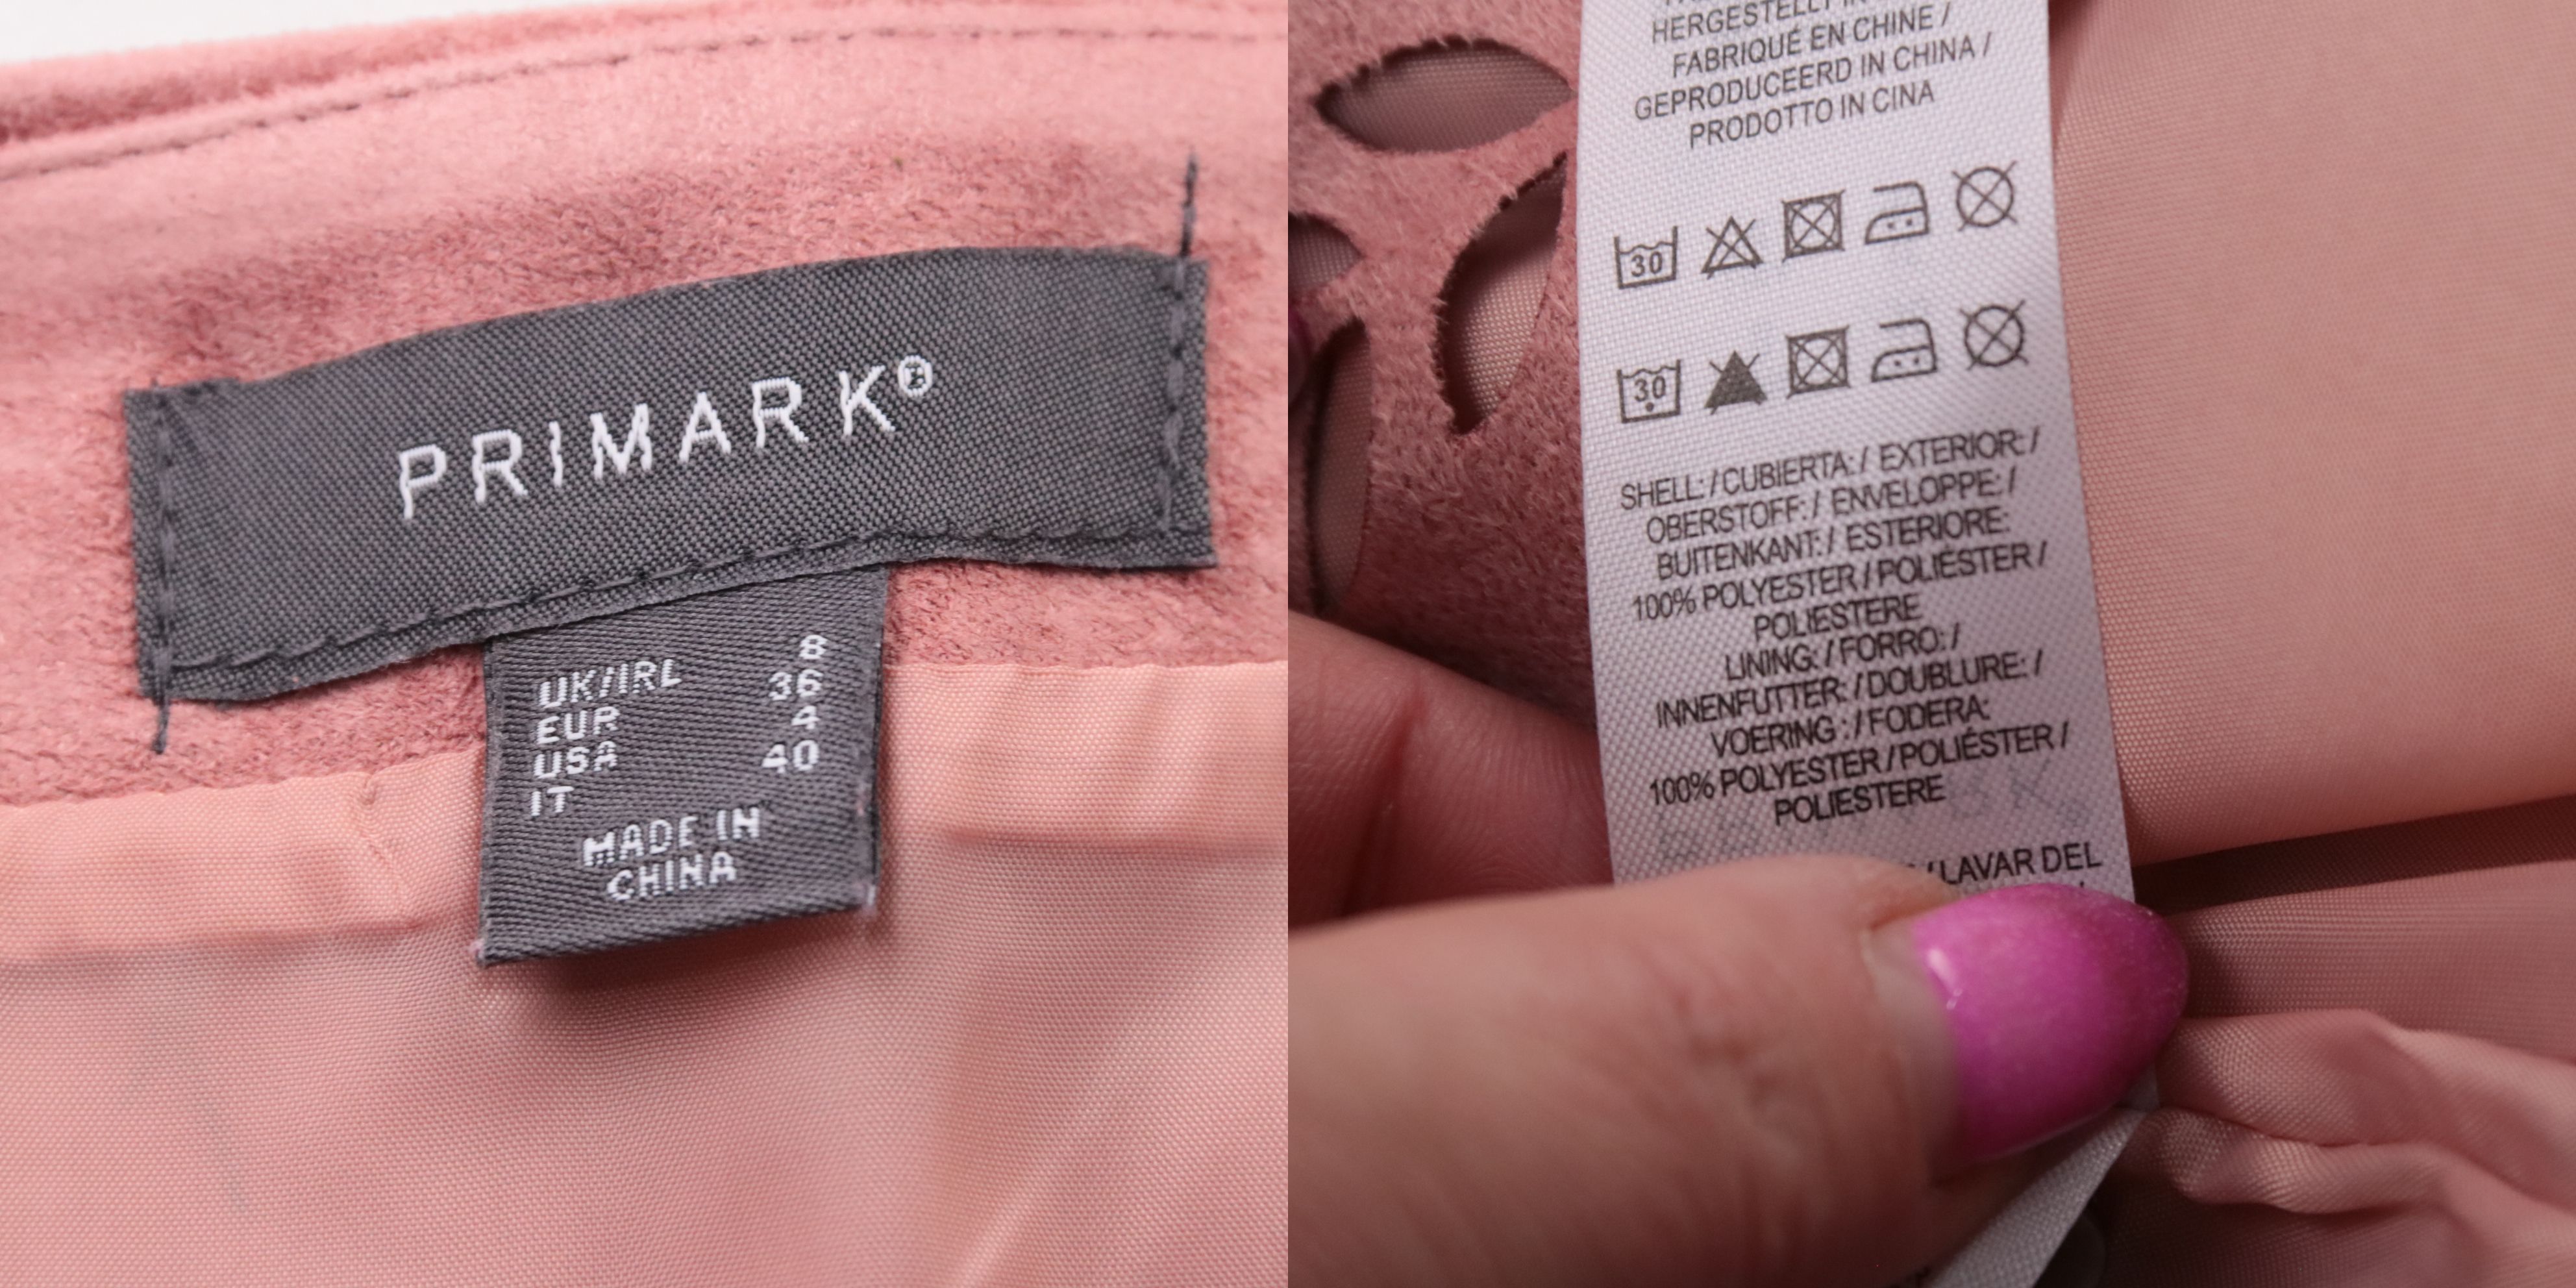 PRIMARK®
UK/IRL 8
EUR 36
USA 4
IT 40
MADE IN
CHINA
HERGESTELLT IN
FABRIQUÉ EN CHINE /
GEPRODUCEERD IN CHINA /
PRODOTTO IN CINA
30
30
SHELL: / CUBIERTA: / EXTERIOR: /
OBERSTOFF: / ENVELOPPE: /
BUITENKANT: / ESTERIORE:
100% POLYESTER / POLIÉSTER /
POLIESTERE
LINING: / FORRO: /
INNENFUTTER: / DOUBLURE: /
VOERING : / FODERA:
100% POLYESTER / POLIÉSTER /
POLIESTERE
/ LAVAR DEL